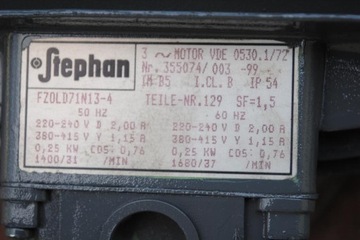 Stephan
3 ~ MOTOR VDE 0530.1/72
Nr. 355074/ 003 -99-
IM B5 I.CL.B IP 54
FZOLD71N13-4 TEILE-NR.129 SF=1,5
50 HZ 60 HZ
220-240 V D 2,00 A 220-240 V D 2,00 A
380-415 V Y 1,15 A 380-415 V Y 1,15 A
0,25 KW COS: 0,76 0,25 KW COS: 0,76
1400/31 /MIN 1680/37 /MIN